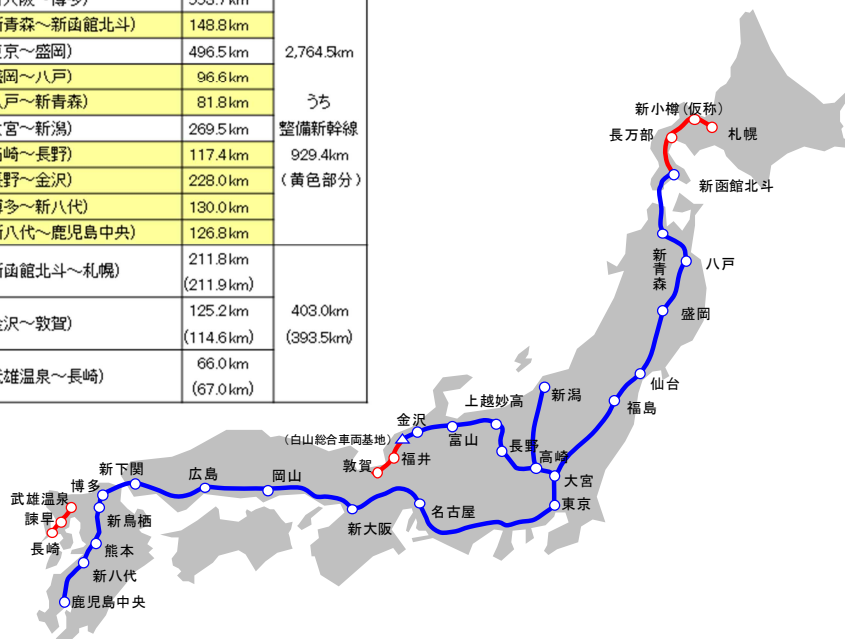 青森～新函館北斗) 148.8km
京～盛岡) 496.5km 2,764.5km
岡～八戸) 96.6km
戸～新青森) 81.8km うち
宮～新潟) 269.5km 整備新幹線
崎～長野) 117.4km 929.4km
野～金沢) 228.0km (黄色部分)
多～新八代) 130.0km
八代～鹿児島中央) 126.8km
函館北斗～札幌) 211.8km
(211.9km)
沢～敦賀) 125.2km 403.0km
(114.6km) (393.5km)
雄温泉～長崎) 66.0km
(67.0km)
新小樽(仮称)
長万部
札幌
新函館北斗
新青森
八戸
盛岡
仙台
福島
新潟
上越妙高
金沢
(白山総合車両基地)
富山
長野
高崎
敦賀
福井
大宮
東京
名古屋
新大阪
岡山
広島
新下関
博多
武雄温泉
新鳥栖
諫早
長崎
熊本
新八代
鹿児島中央